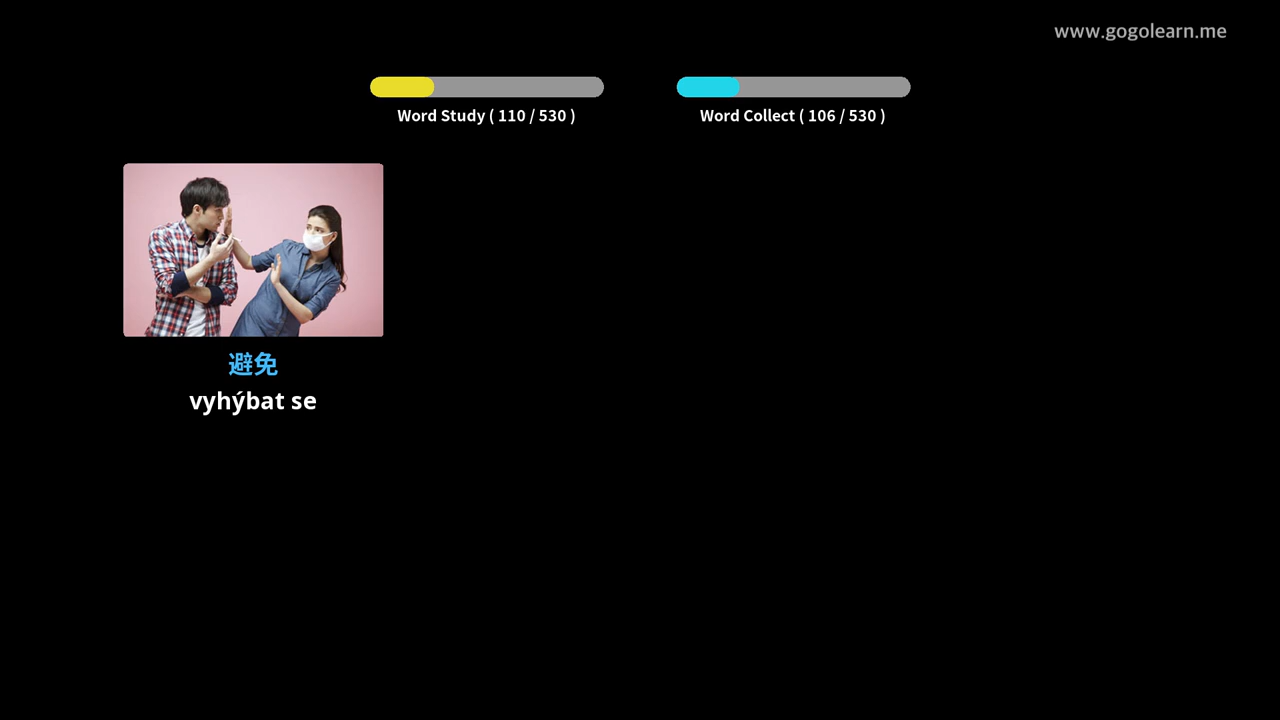 www.gogolearn.me
Word Study ( 110 / 530 )
Word Collect ( 106 / 530 )
避免
vyhýbat se